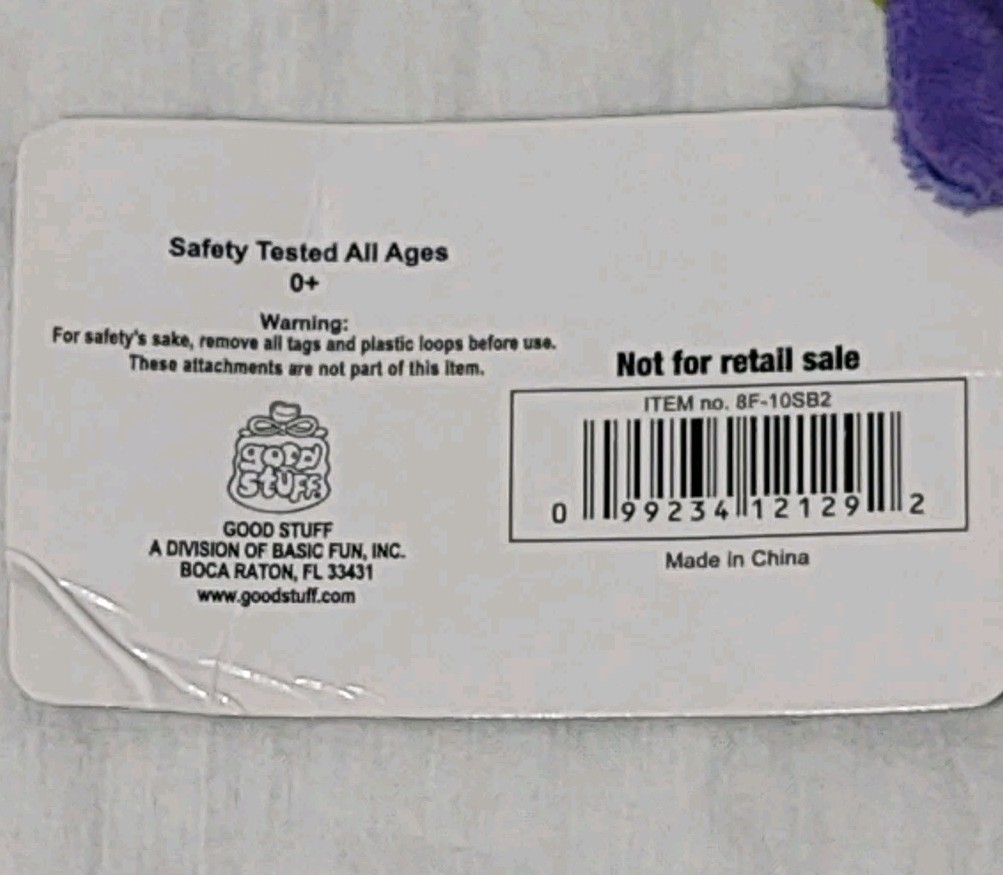 Safety Tested All Ages
0+
Warning:
For safety's sake, remove all tags and plastic loops before use.
These attachments are not part of this item.
good
STUFF
GOOD STUFF
A DIVISION OF BASIC FUN, INC.
BOCA RATON, FL 33431
www.goodstuff.com
Not for retail sale
ITEM no. 8F-10SB2
0 99234 12129 2
Made in China